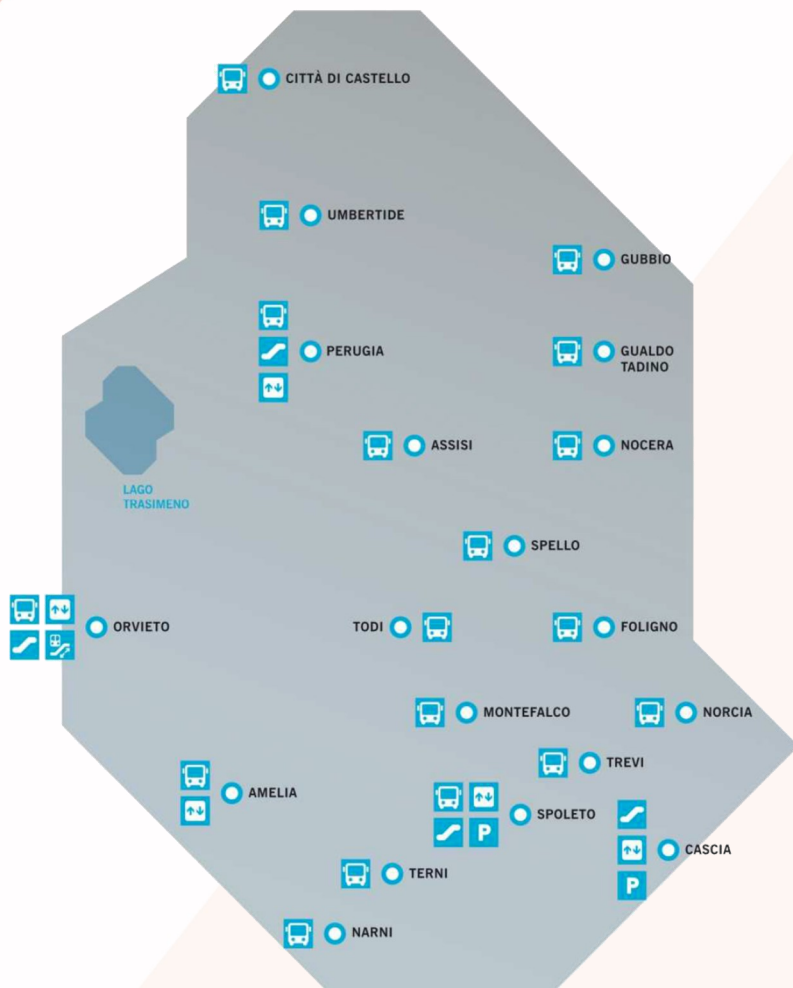 CITTÀ DI CASTELLO
UMBERTIDE
GUBBIO
PERUGIA
GUALDO
TADINO
ASSISI
NOCERA
LAGO
TRASIMENO
SPELLO
ORVIETO
TODI
FOLIGNO
MONTEFALCO
NORCIA
TREVI
AMELIA
SPOLETO
P
CASCIA
P
TERNI
NARNI